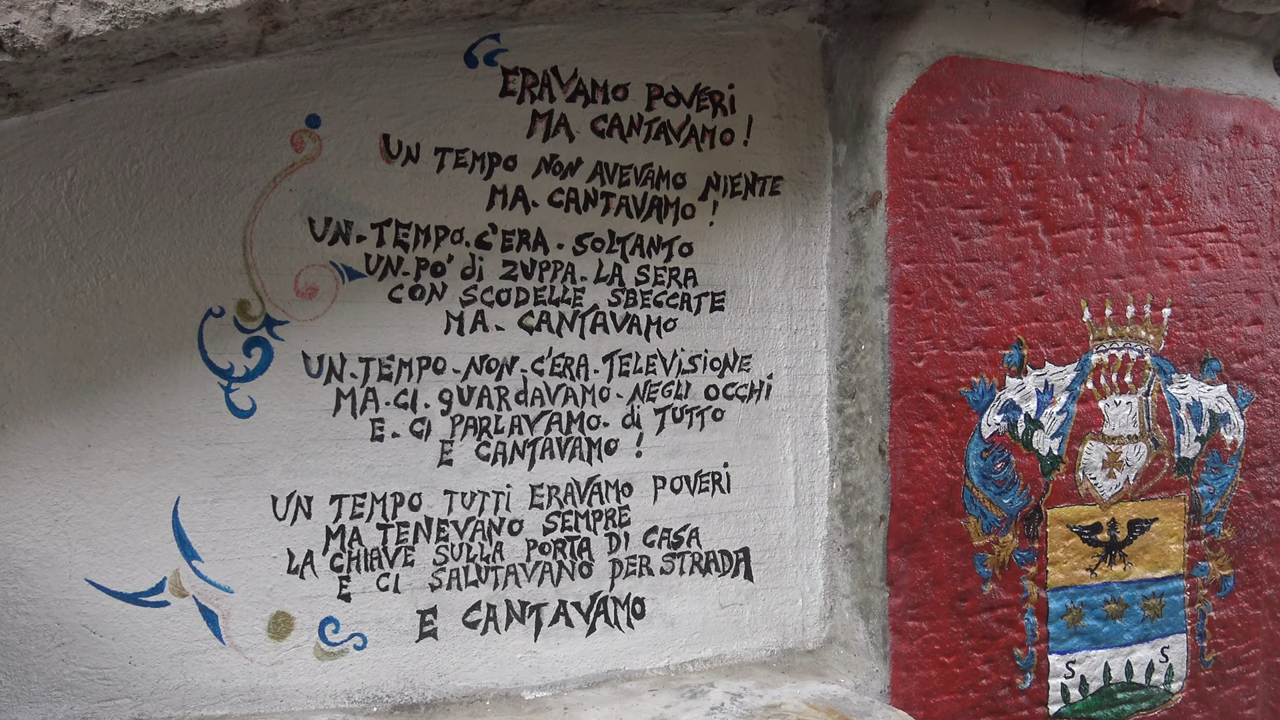 “ERAVAMO POVERi
MA CANTAVAMO!
UN TEMPO NON AVEVAMO NIENTE
MA. CANTAVAMO!
UN-TEMPO.C'ERA. SOLTANTO
UN-PO' di ZUPPA. LA SERA
CON SCODELLE SBECCATE
MA. CANTAVAMO
UN.TEMPO.NON-C'ERA.TELEVISiONE
MA.CI.gUARdAVAMO.NEGLI OCCHi
E. CI PARLAVAMO. di TUTTO
E CANTAVAMO!
UN TEMPO TUTTi ERAVAMO POVERi
MA TENEVANO SEMPRE
LA CHIAVE SULLA PORTA DI CASA
E CI SALUTAVANO PER STRADA
E CANTAVAMO
S S